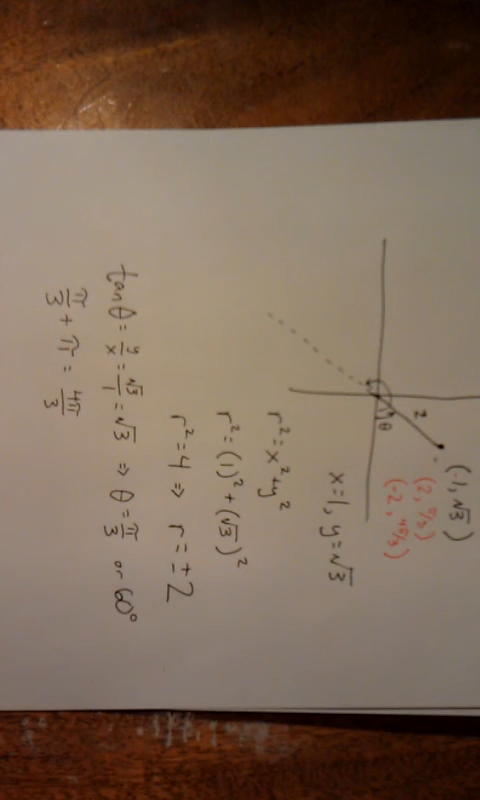 (-1, √3)
(2, π/3)
(-2, 4π/3)
2
θ
x=1, y=√3
r²=x²+y²
r²=(1)²+(√3)²
r²=4 ⇒ r=±2
tanθ = y/x = √3/1 = √3 ⇒ θ = π/3 or 60°
π/3 + π = 4π/3